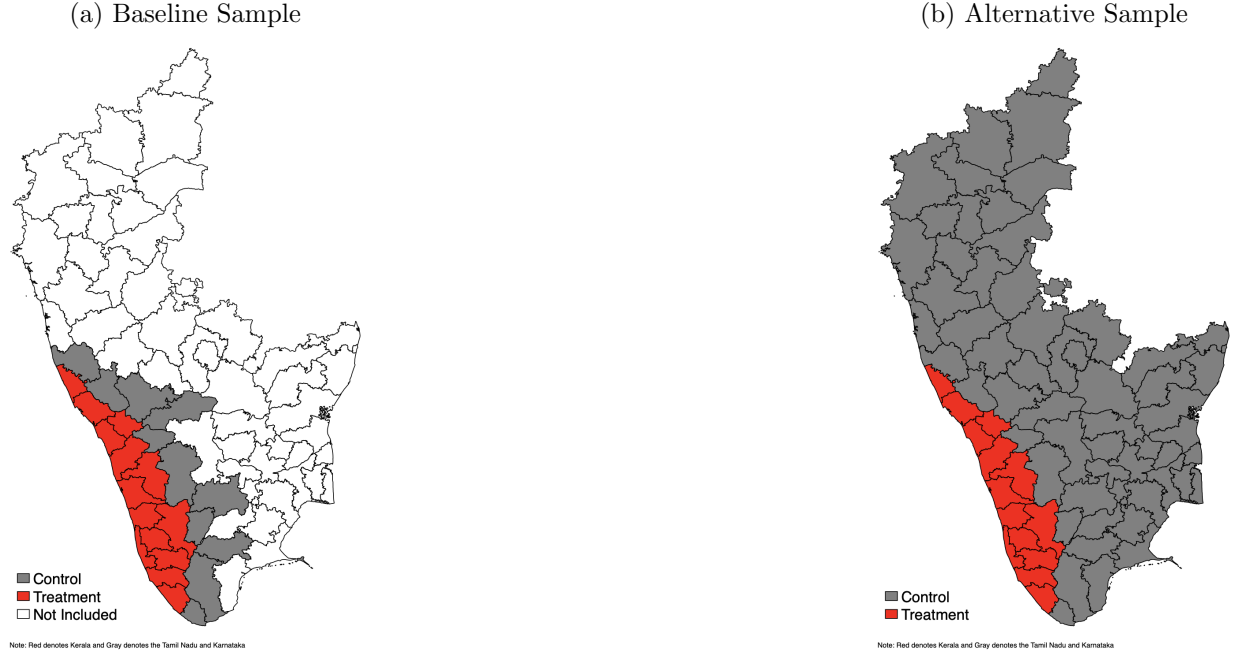 (a) Baseline Sample
Control
Treatment
Not Included
Note: Red denotes Kerala and Gray denotes the Tamil Nadu and Karnataka
(b) Alternative Sample
Control
Treatment
Note: Red denotes Kerala and Gray denotes the Tamil Nadu and Karnataka